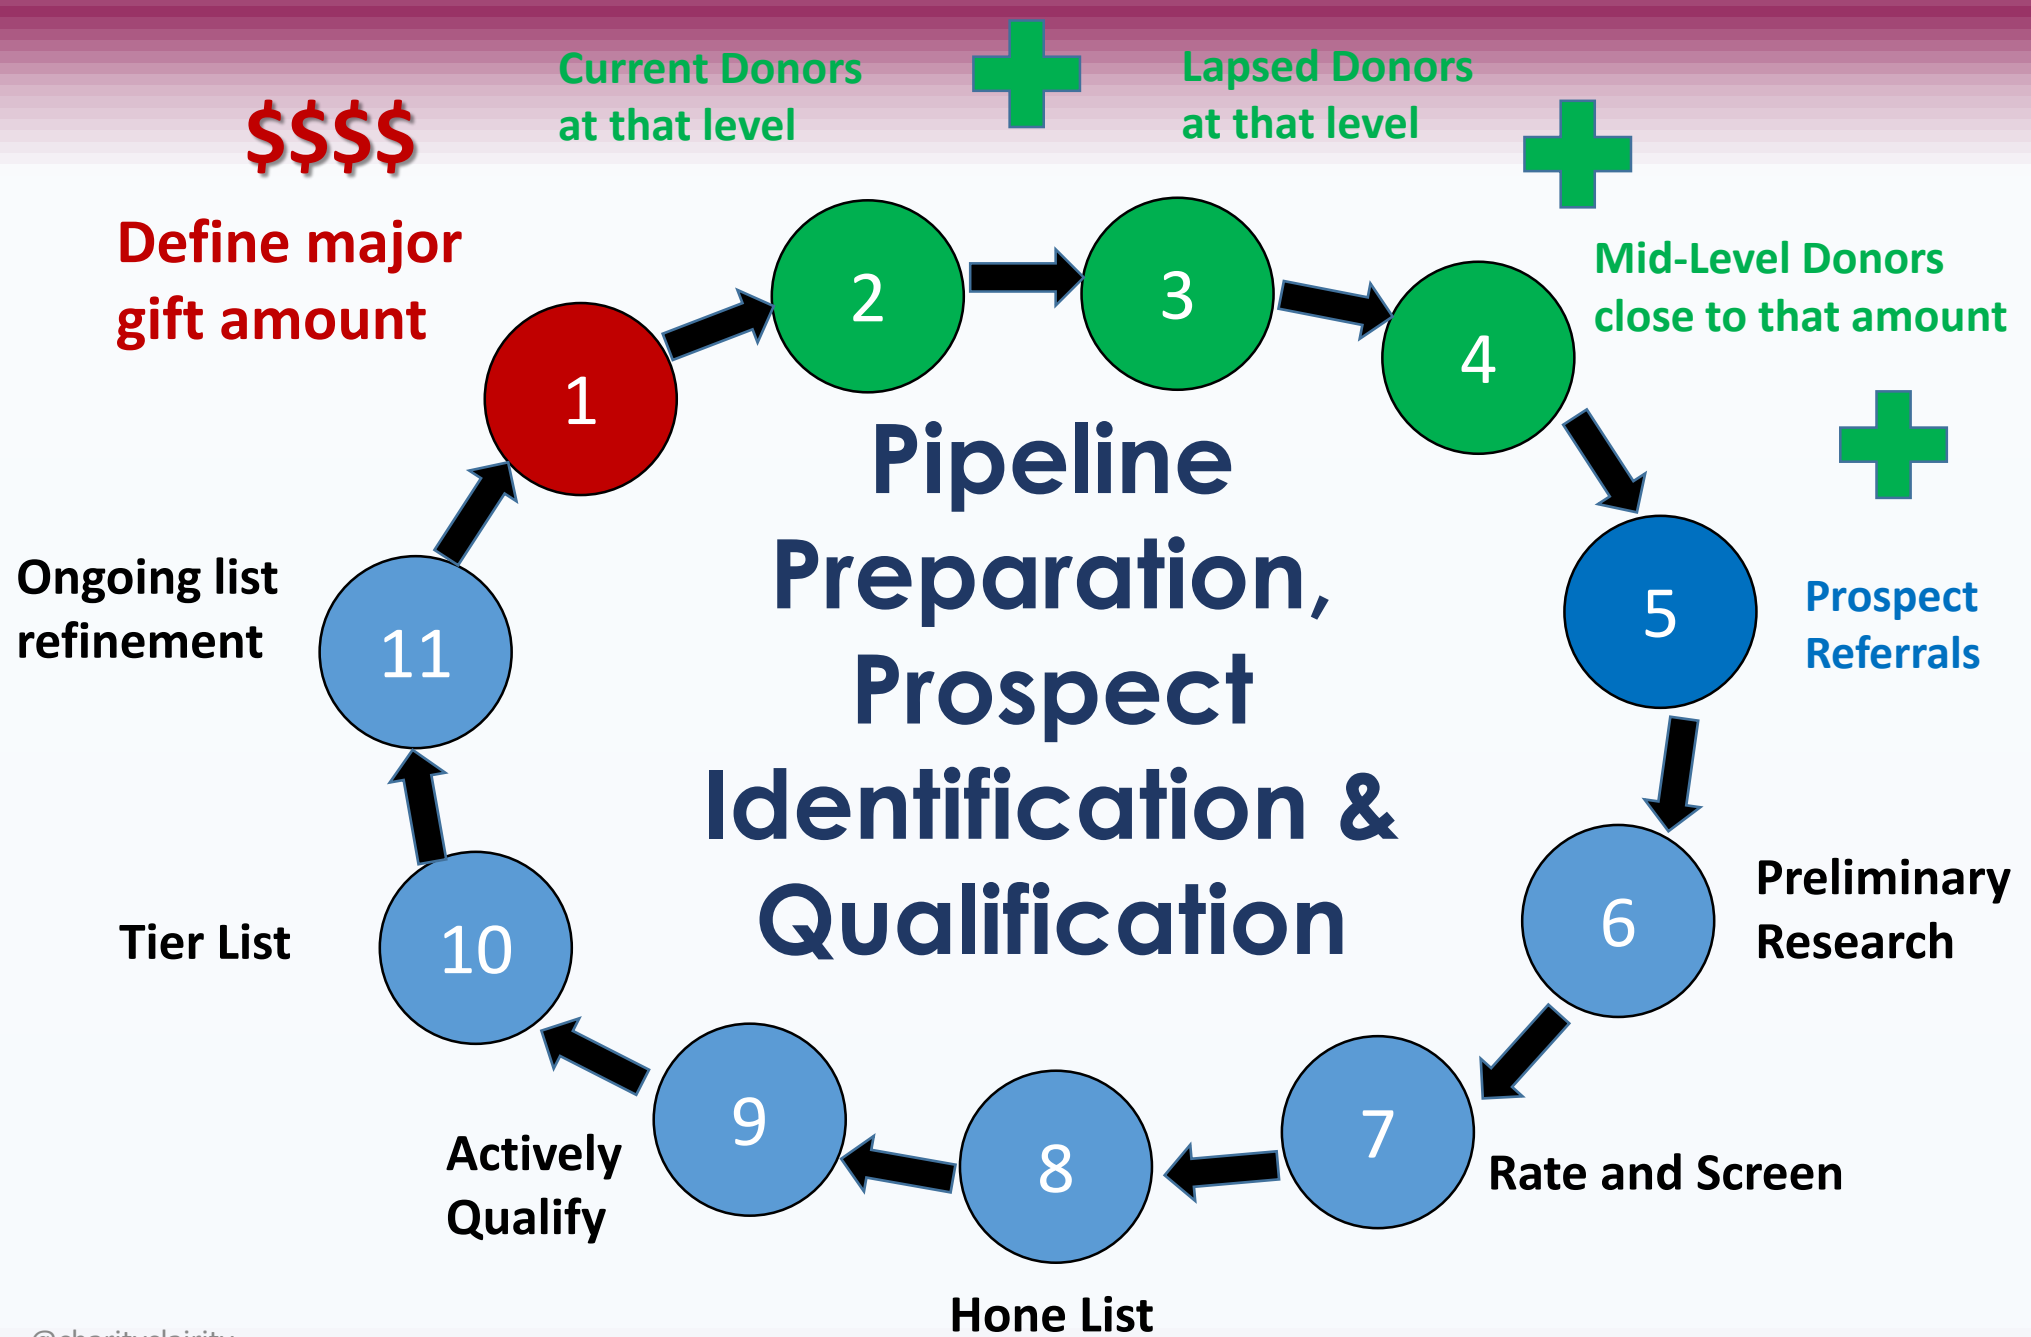 $$$$
Define major
gift amount
Current Donors
at that level
Lapsed Donors
at that level
Mid-Level Donors
close to that amount
Prospect
Referrals
Preliminary
Research
Rate and Screen
Hone List
Actively
Qualify
Tier List
Ongoing list
refinement
1
2
3
4
5
6
7
8
9
10
11
Pipeline
Preparation,
Prospect
Identification &
Qualification
@charityclairity